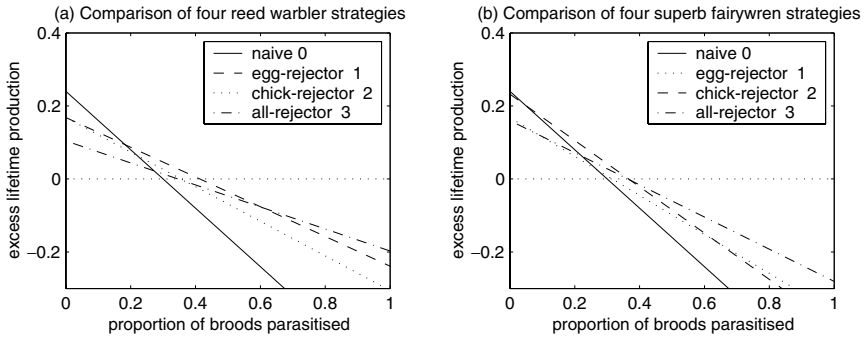 (a) Comparison of four reed warbler strategies
0.4
0.2
0
−0.2
excess lifetime production
naive 0
egg-rejector 1
chick-rejector 2
all-rejector 3
0 0.2 0.4 0.6 0.8 1
proportion of broods parasitised
(b) Comparison of four superb fairywren strategies
0.4
0.2
0
−0.2
excess lifetime production
naive 0
egg-rejector 1
chick-rejector 2
all-rejector 3
0 0.2 0.4 0.6 0.8 1
proportion of broods parasitised